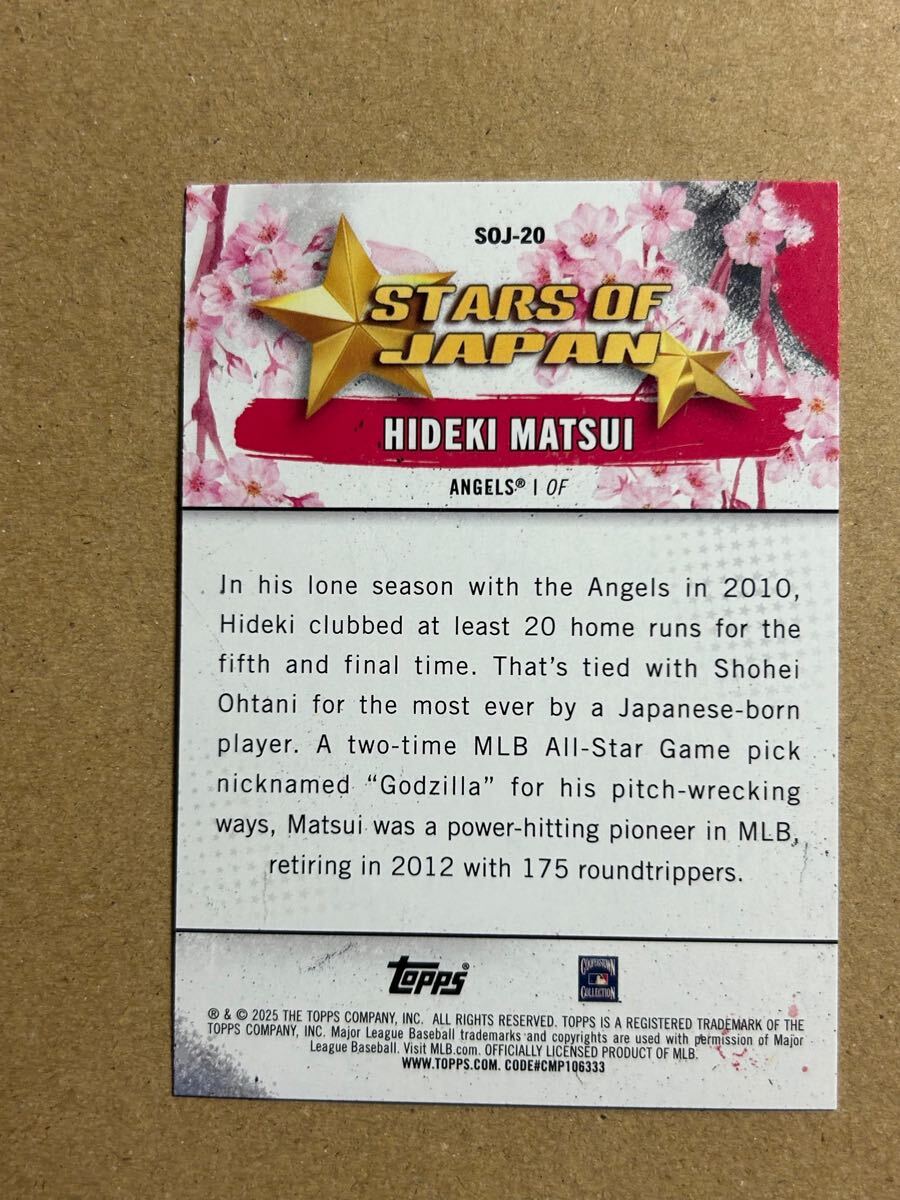 SOJ-20
STARS OF
JAPAN
HIDEKI MATSUI
ANGELS® | OF
In his lone season with the Angels in 2010,
Hideki clubbed at least 20 home runs for the
fifth and final time. That's tied with Shohei
Ohtani for the most ever by a Japanese-born
player. A two-time MLB All-Star Game pick
nicknamed “Godzilla” for his pitch-wrecking
ways, Matsui was a power-hitting pioneer in MLB,
retiring in 2012 with 175 roundtrippers.
topps®
COOPERSTOWN
COLLECTION
® & © 2025 THE TOPPS COMPANY, INC. ALL RIGHTS RESERVED. TOPPS IS A REGISTERED TRADEMARK OF THE
TOPPS COMPANY, INC. Major League Baseball trademarks and copyrights are used with permission of Major
League Baseball. Visit MLB.com. OFFICIALLY LICENSED PRODUCT OF MLB.
WWW.TOPPS.COM. CODE#CMP106333